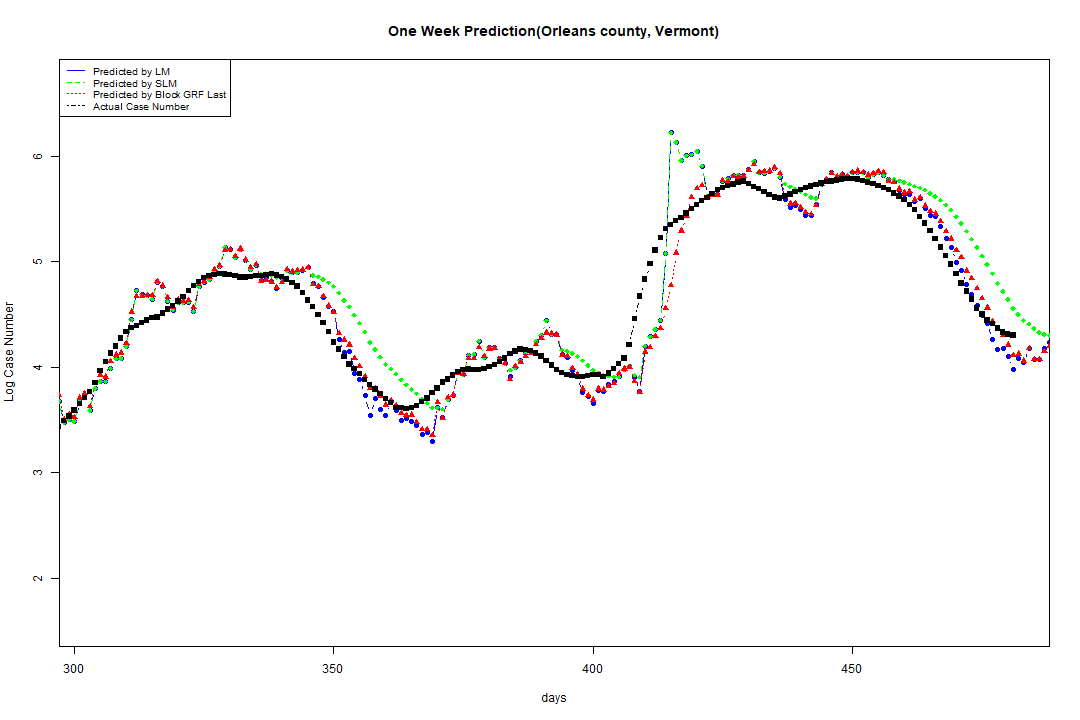 One Week Prediction(Orleans county, Vermont)
Predicted by LM
Predicted by SLM
Predicted by Block GRF Last
Actual Case Number
Log Case Number
6
5
4
3
2
300 350 400 450
days